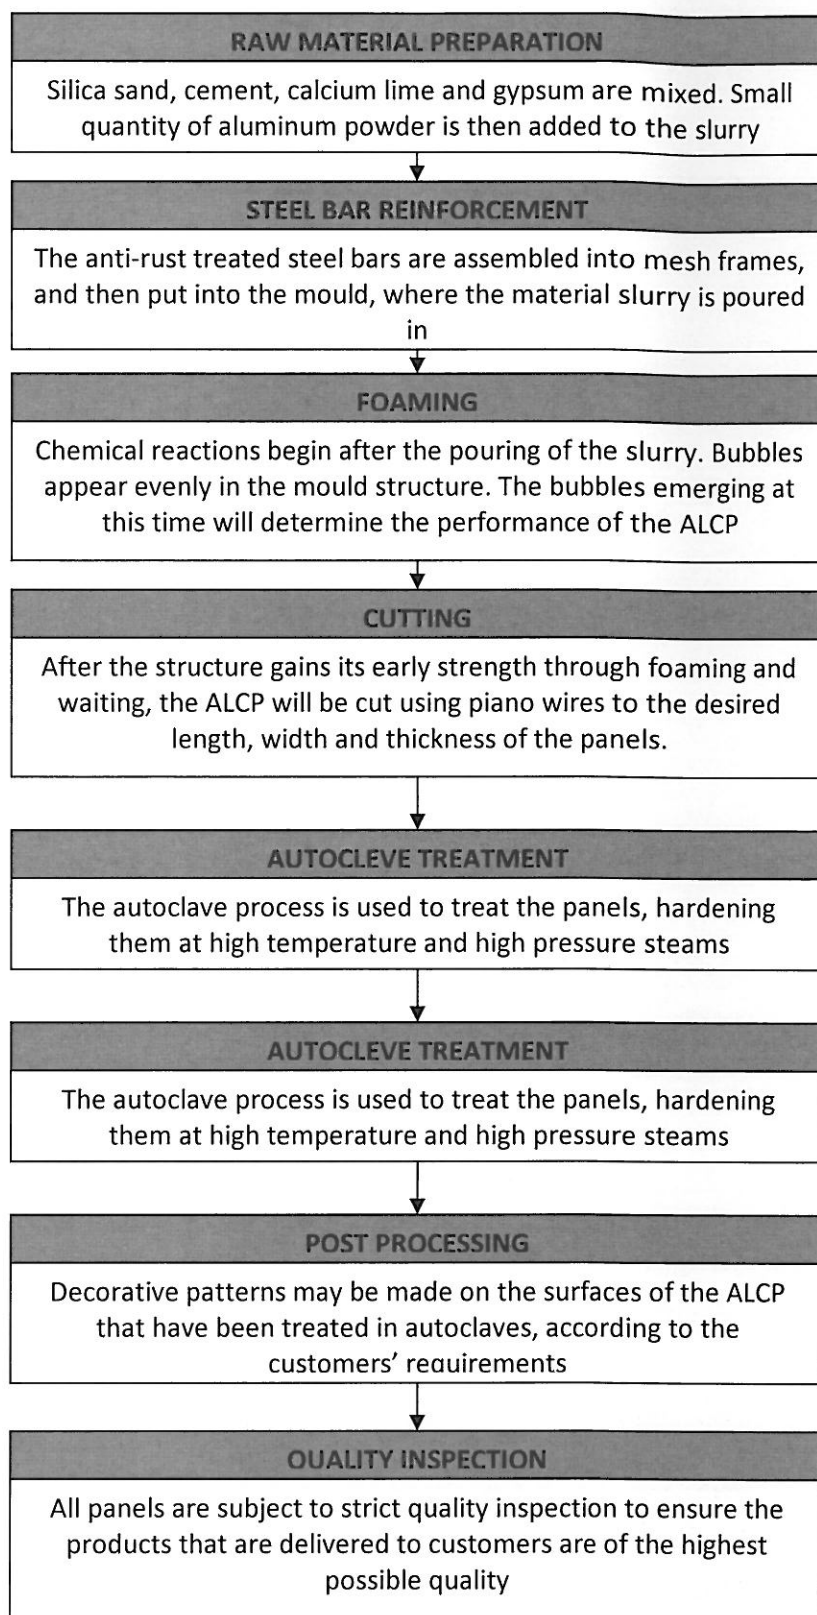 RAW MATERIAL PREPARATION
Silica sand, cement, calcium lime and gypsum are mixed. Small
quantity of aluminum powder is then added to the slurry
STEEL BAR REINFORCEMENT
The anti-rust treated steel bars are assembled into mesh frames,
and then put into the mould, where the material slurry is poured
in
FOAMING
Chemical reactions begin after the pouring of the slurry. Bubbles
appear evenly in the mould structure. The bubbles emerging at
this time will determine the performance of the ALCP
CUTTING
After the structure gains its early strength through foaming and
waiting, the ALCP will be cut using piano wires to the desired
length, width and thickness of the panels.
AUTOCLEVE TREATMENT
The autoclave process is used to treat the panels, hardening
them at high temperature and high pressure steams
AUTOCLEVE TREATMENT
The autoclave process is used to treat the panels, hardening
them at high temperature and high pressure steams
POST PROCESSING
Decorative patterns may be made on the surfaces of the ALCP
that have been treated in autoclaves, according to the
customers’ requirements
QUALITY INSPECTION
All panels are subject to strict quality inspection to ensure the
products that are delivered to customers are of the highest
possible quality